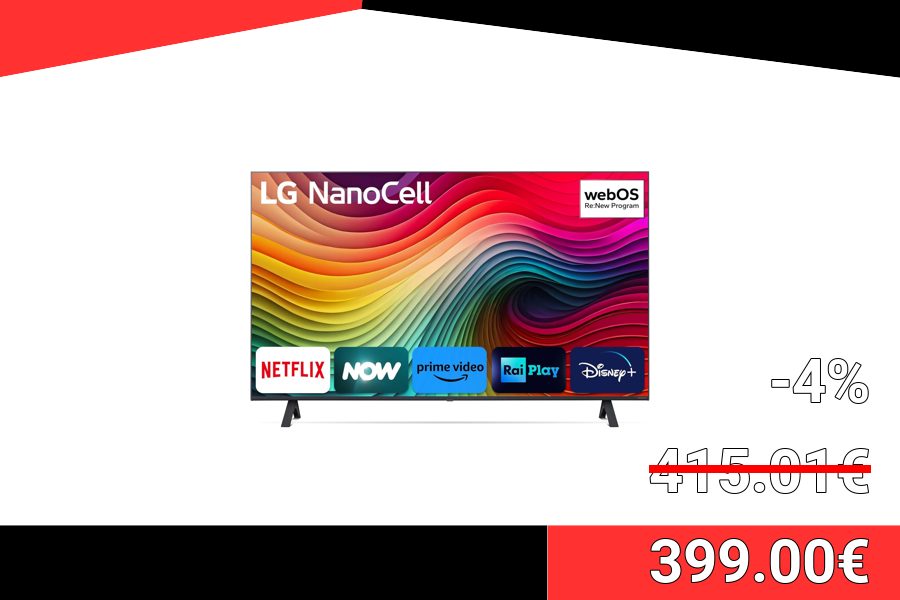 LG NanoCell
webOS
Re:New Program
NETFLIX
NOW
prime video
Rai Play
Disney+
-4%
415.01€
399.00€